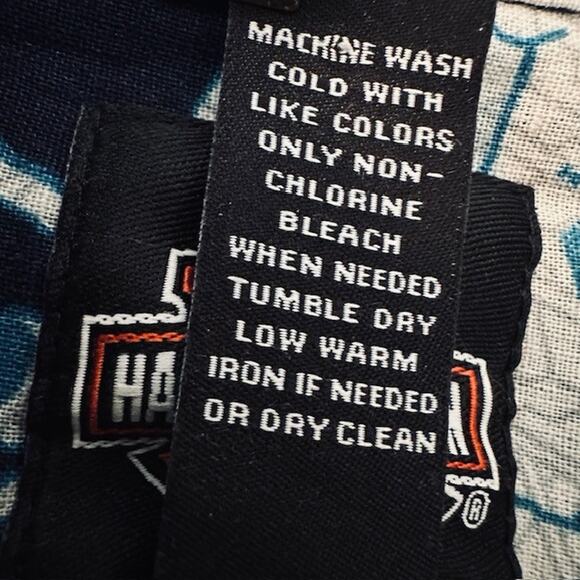 MACHINE WASH
COLD WITH
LIKE COLORS
ONLY NON-
CHLORINE
BLEACH
WHEN NEEDED
TUMBLE DRY
LOW WARM
IRON IF NEEDED
OR DRY CLEAN
HA
®